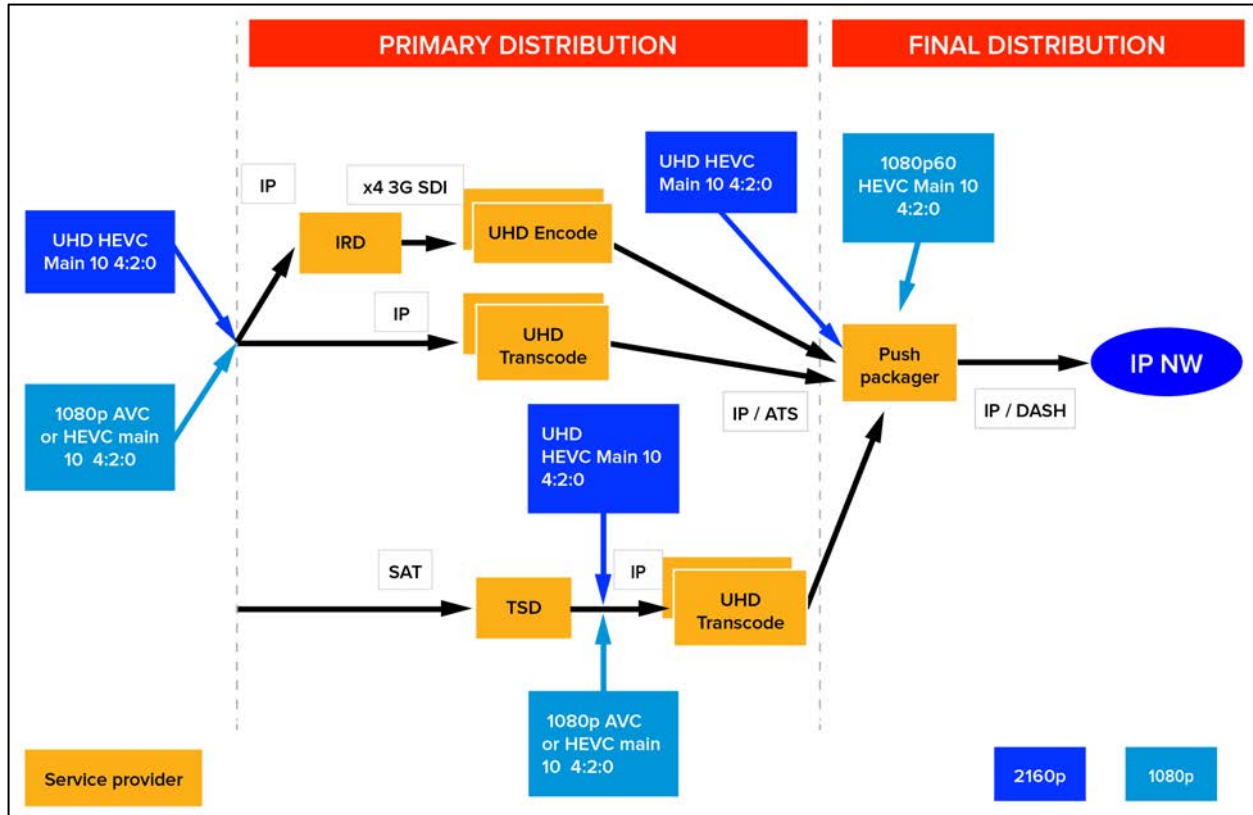 PRIMARY DISTRIBUTION
FINAL DISTRIBUTION
UHD HEVC
Main 10 4:2:0
1080p60
HEVC Main 10
4:2:0
IP
x4 3G SDI
UHD HEVC
Main 10 4:2:0
IRD
UHD Encode
IP
UHD
Transcode
Push
packager
IP NW
1080p AVC
or HEVC main
10 4:2:0
IP / ATS
IP / DASH
UHD
HEVC Main 10
4:2:0
SAT
IP
TSD
UHD
Transcode
1080p AVC
or HEVC main
10 4:2:0
Service provider
2160p
1080p